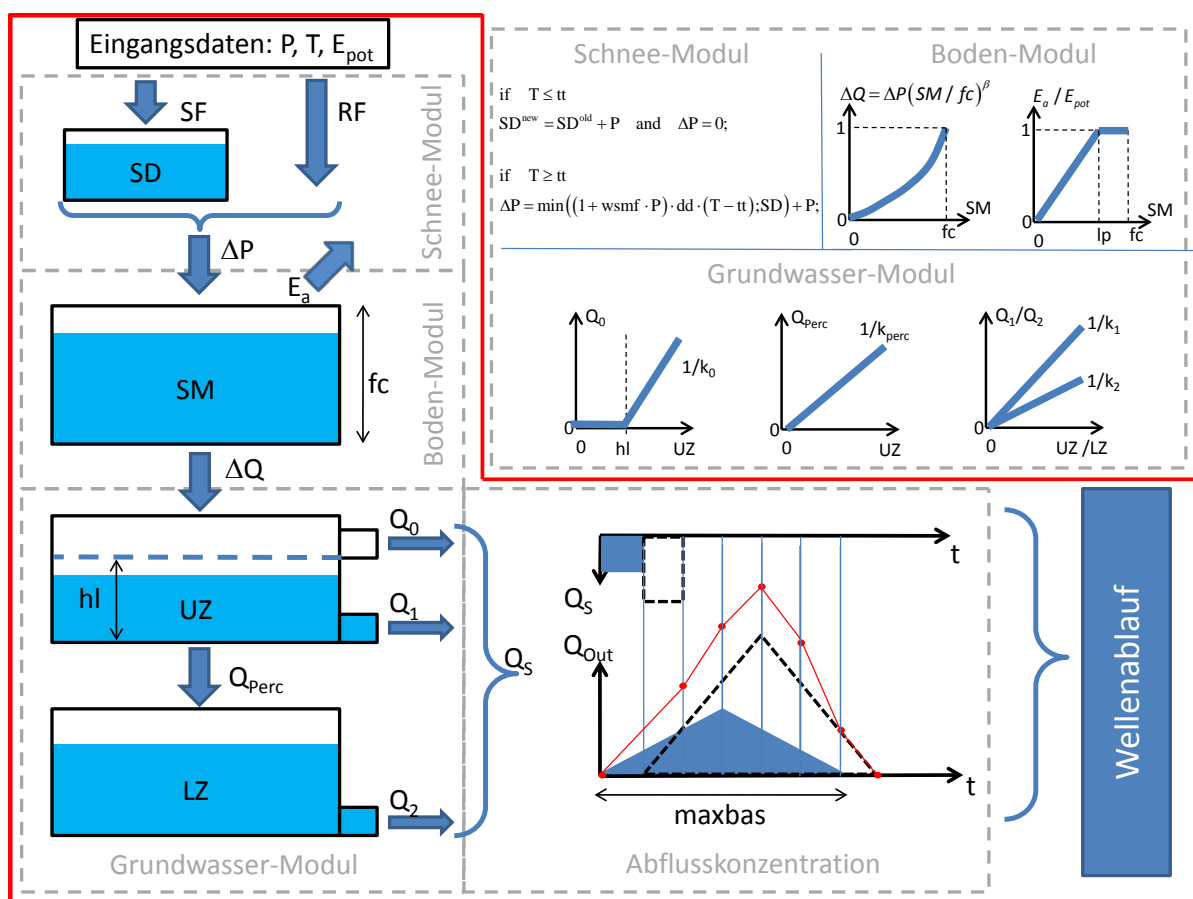 Eingangsdaten: P, T, E_pot
SF
RF
SD
Schnee-Modul
ΔP
E_a
SM
fc
Boden-Modul
ΔQ
Q_0
hl
UZ
Q_1
Q_S
Q_Perc
LZ
Q_2
Grundwasser-Modul
Schnee-Modul
if T ≤ tt
SD^new = SD^old + P and ΔP = 0;
if T ≥ tt
ΔP = min((1 + wsmf · P) · dd · (T − tt);SD) + P;
Boden-Modul
ΔQ = ΔP(SM / fc)^β
1
0
SM
0
fc
E_a / E_pot
1
0
SM
0
lp
fc
Grundwasser-Modul
Q_0
1/k_0
0
0
hl
UZ
Q_Perc
1/k_perc
0
0
UZ
Q_1/Q_2
1/k_1
1/k_2
0
0
UZ /LZ
t
Q_S
Q_Out
t
maxbas
Abflusskonzentration
Wellenablauf